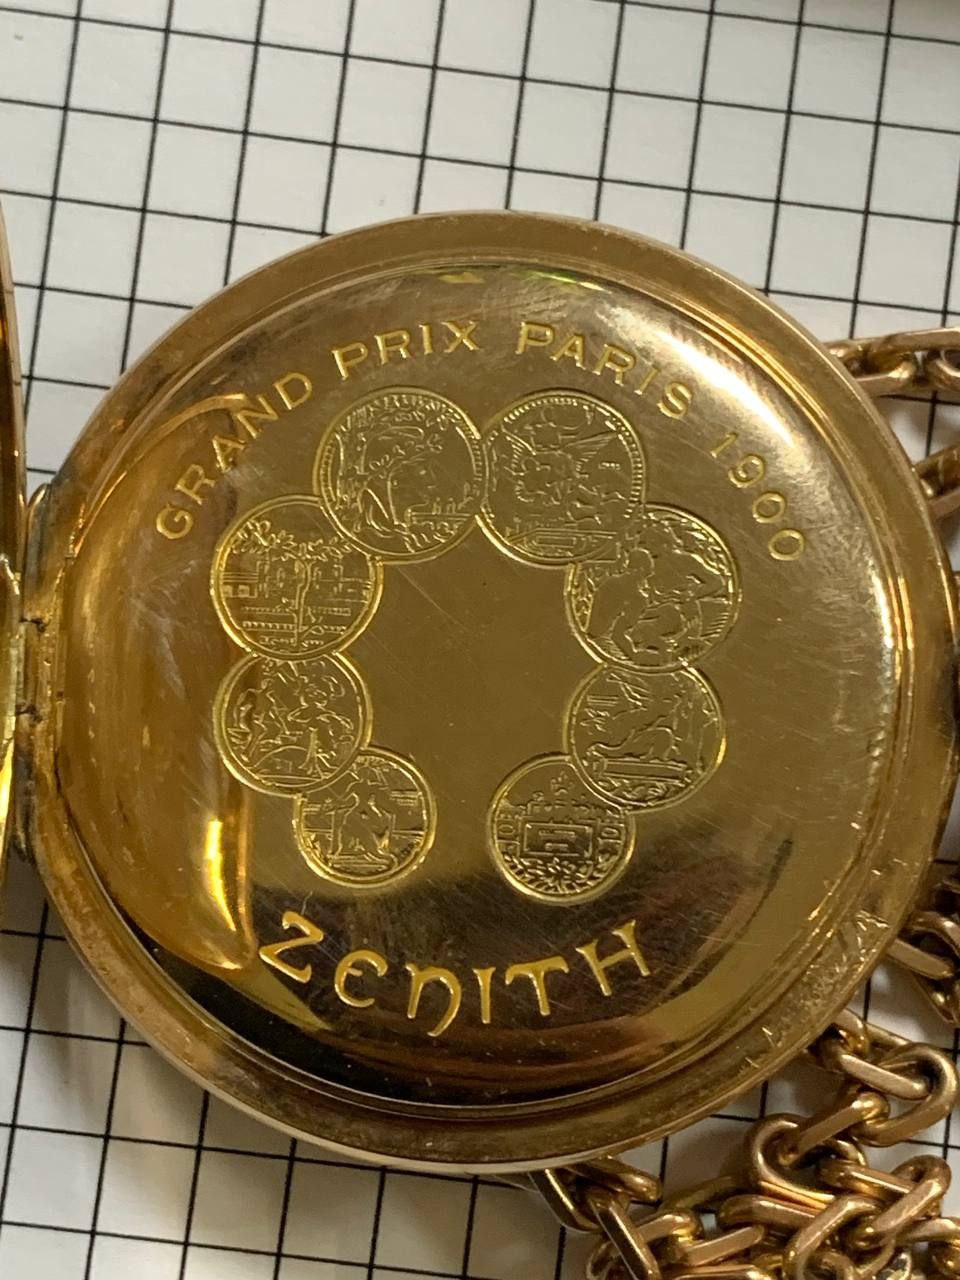 GRAND PRIX PARIS 1900
ZENITH